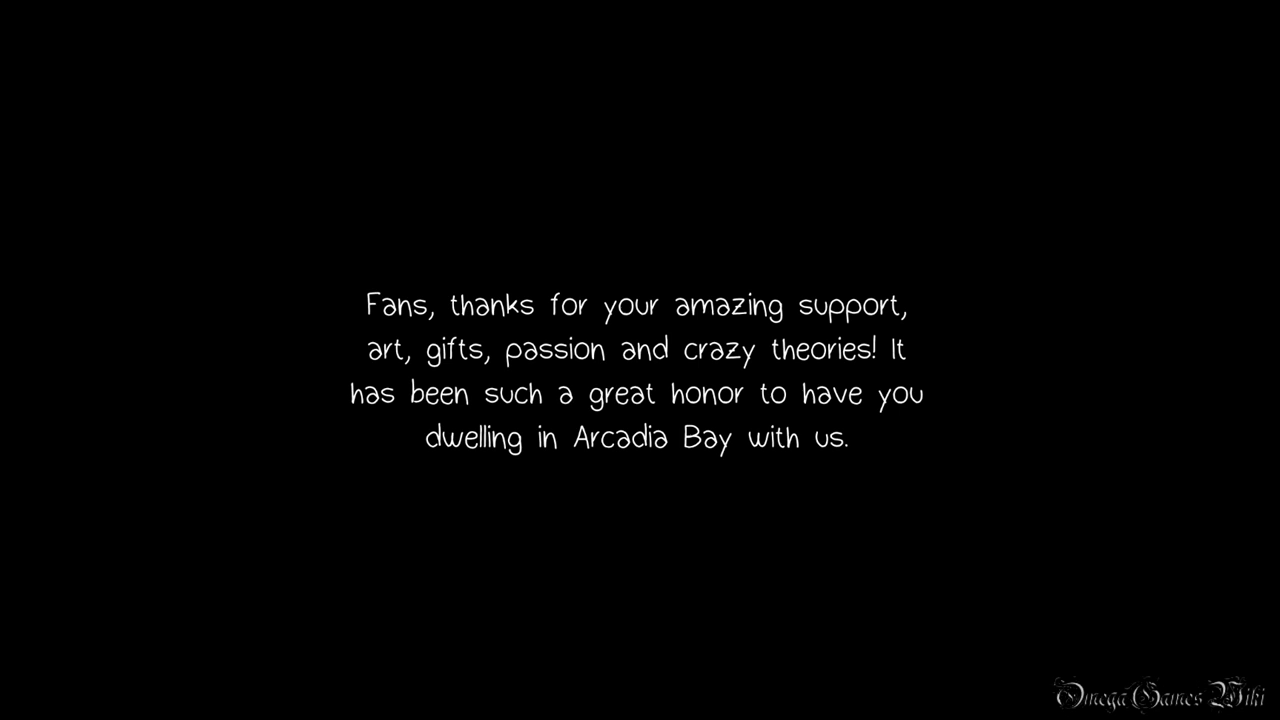 Fans, thanks for your amazing support,
art, gifts, passion and crazy theories! It
has been such a great honor to have you
dwelling in Arcadia Bay with us.
Omega Games Wiki